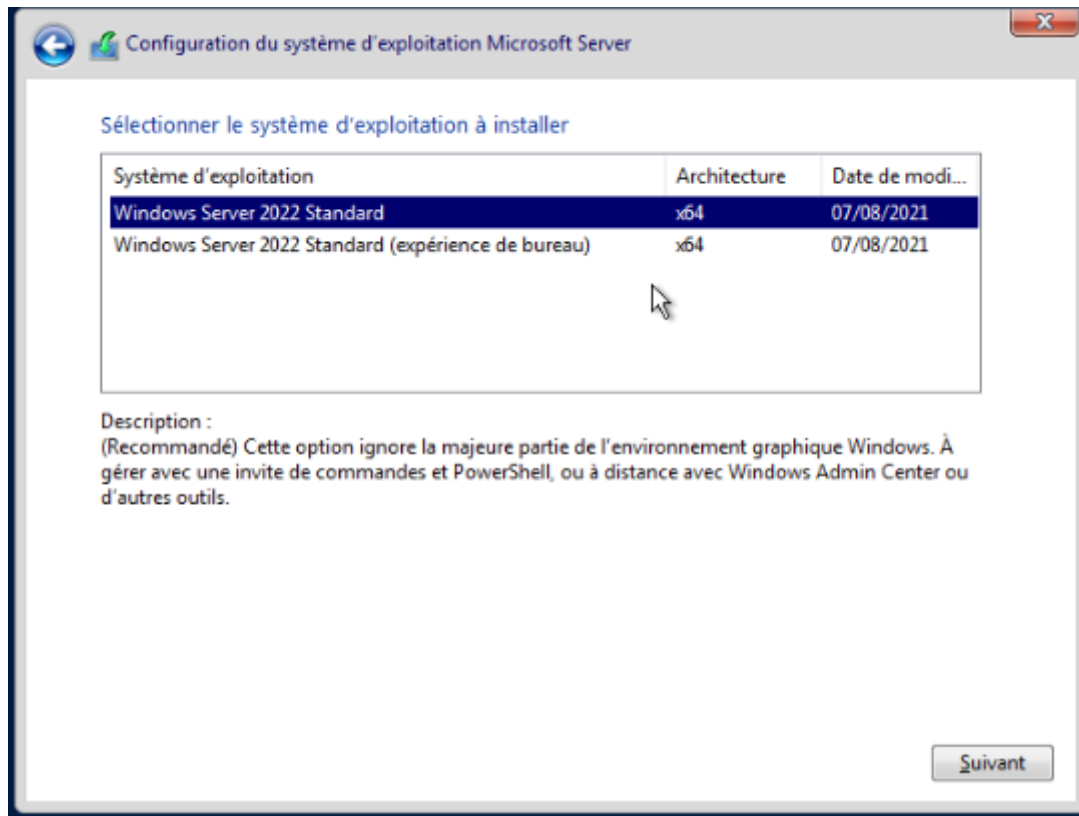 Configuration du système d'exploitation Microsoft Server
Sélectionner le système d'exploitation à installer
Système d'exploitation Architecture Date de modi...
Windows Server 2022 Standard x64 07/08/2021
Windows Server 2022 Standard (expérience de bureau) x64 07/08/2021
Description :
(Recommandé) Cette option ignore la majeure partie de l'environnement graphique Windows. À
gérer avec une invite de commandes et PowerShell, ou à distance avec Windows Admin Center ou
d'autres outils.
Suivant